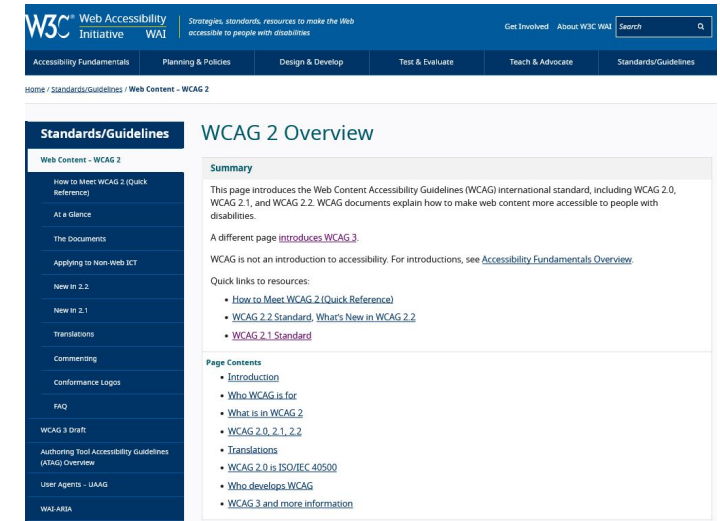 W3C® Web Accessibility
Initiative WAI
Strategies, standards, resources to make the Web
accessible to people with disabilities
Get Involved About W3C WAI Search
Accessibility Fundamentals Planning & Policies Design & Develop Test & Evaluate Teach & Advocate Standards/Guidelines
Home / Standards/Guidelines / Web Content – WCAG 2
Standards/Guidelines
Web Content – WCAG 2
How to Meet WCAG 2 (Quick
Reference)
At a Glance
The Documents
Applying to Non-Web ICT
New in 2.2
New in 2.1
Translations
Commenting
Conformance Logos
FAQ
WCAG 3 Draft
Authoring Tool Accessibility Guidelines
(ATAG) Overview
User Agents – UAAG
WAI-ARIA
WCAG 2 Overview
Summary
This page introduces the Web Content Accessibility Guidelines (WCAG) international standard, including WCAG 2.0,
WCAG 2.1, and WCAG 2.2. WCAG documents explain how to make web content more accessible to people with
disabilities.
A different page introduces WCAG 3.
WCAG is not an introduction to accessibility. For introductions, see Accessibility Fundamentals Overview.
Quick links to resources:
• How to Meet WCAG 2 (Quick Reference)
• WCAG 2.2 Standard, What's New in WCAG 2.2
• WCAG 2.1 Standard
Page Contents
• Introduction
• Who WCAG is for
• What is in WCAG 2
• WCAG 2.0, 2.1, 2.2
• Translations
• WCAG 2.0 is ISO/IEC 40500
• Who develops WCAG
• WCAG 3 and more information